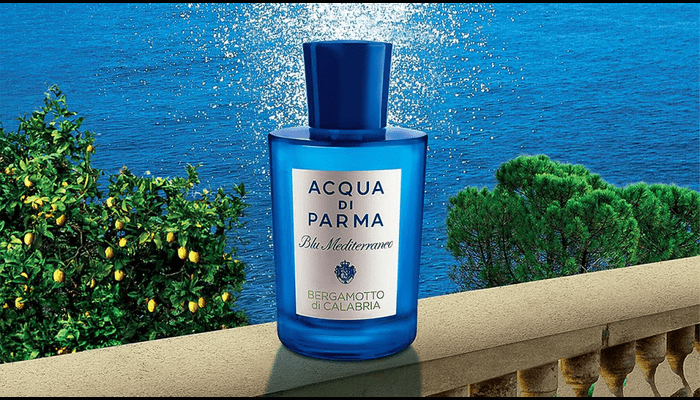 ACQUA
DI
PARMA
Blu Mediterraneo
BERGAMOTTO
di CALABRIA